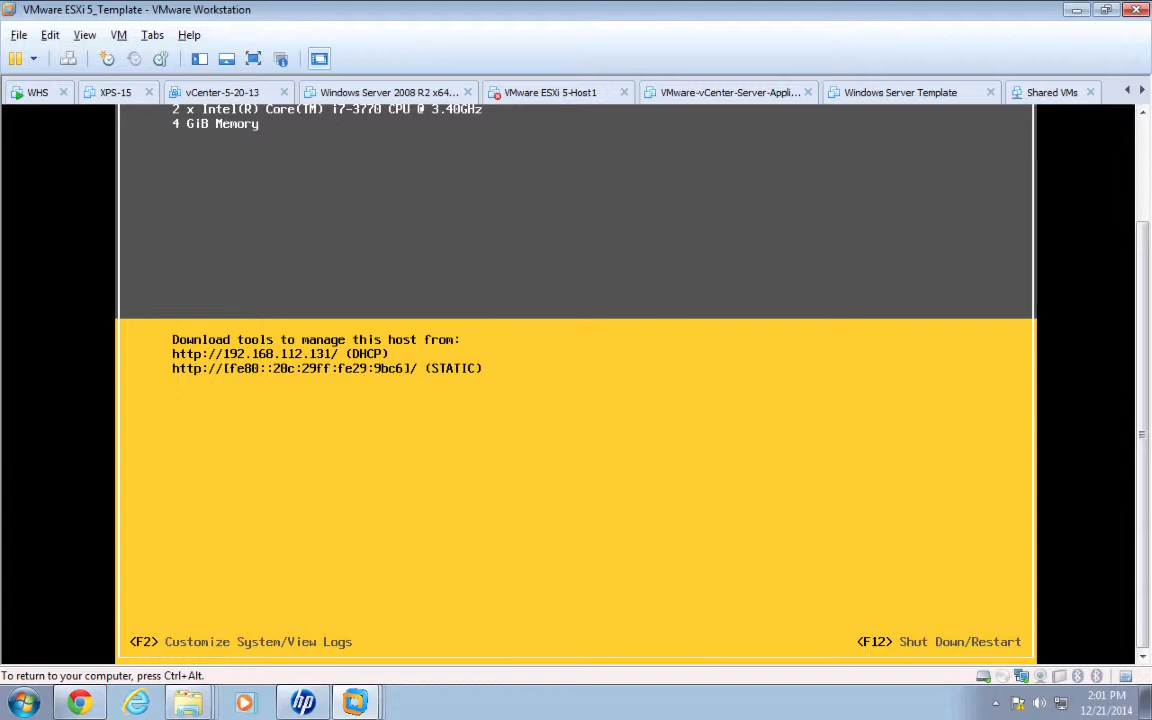 VMware ESXi 5_Template - VMware Workstation
File Edit View VM Tabs Help
WHS XPS-15 vCenter-5-20-13 Windows Server 2008 R2 x64... VMware ESXi 5-Host1 VMware-vCenter-Server-Appli... Windows Server Template Shared VMs
2 x Intel(R) Core(TM) i7-3770 CPU @ 3.40GHz
4 GiB Memory
Download tools to manage this host from:
http://192.168.112.131/ (DHCP)
http://[fe80::20c:29ff:fe29:9bc6]/ (STATIC)
<F2> Customize System/View Logs
<F12> Shut Down/Restart
To return to your computer, press Ctrl+Alt.
2:01 PM
12/21/2014